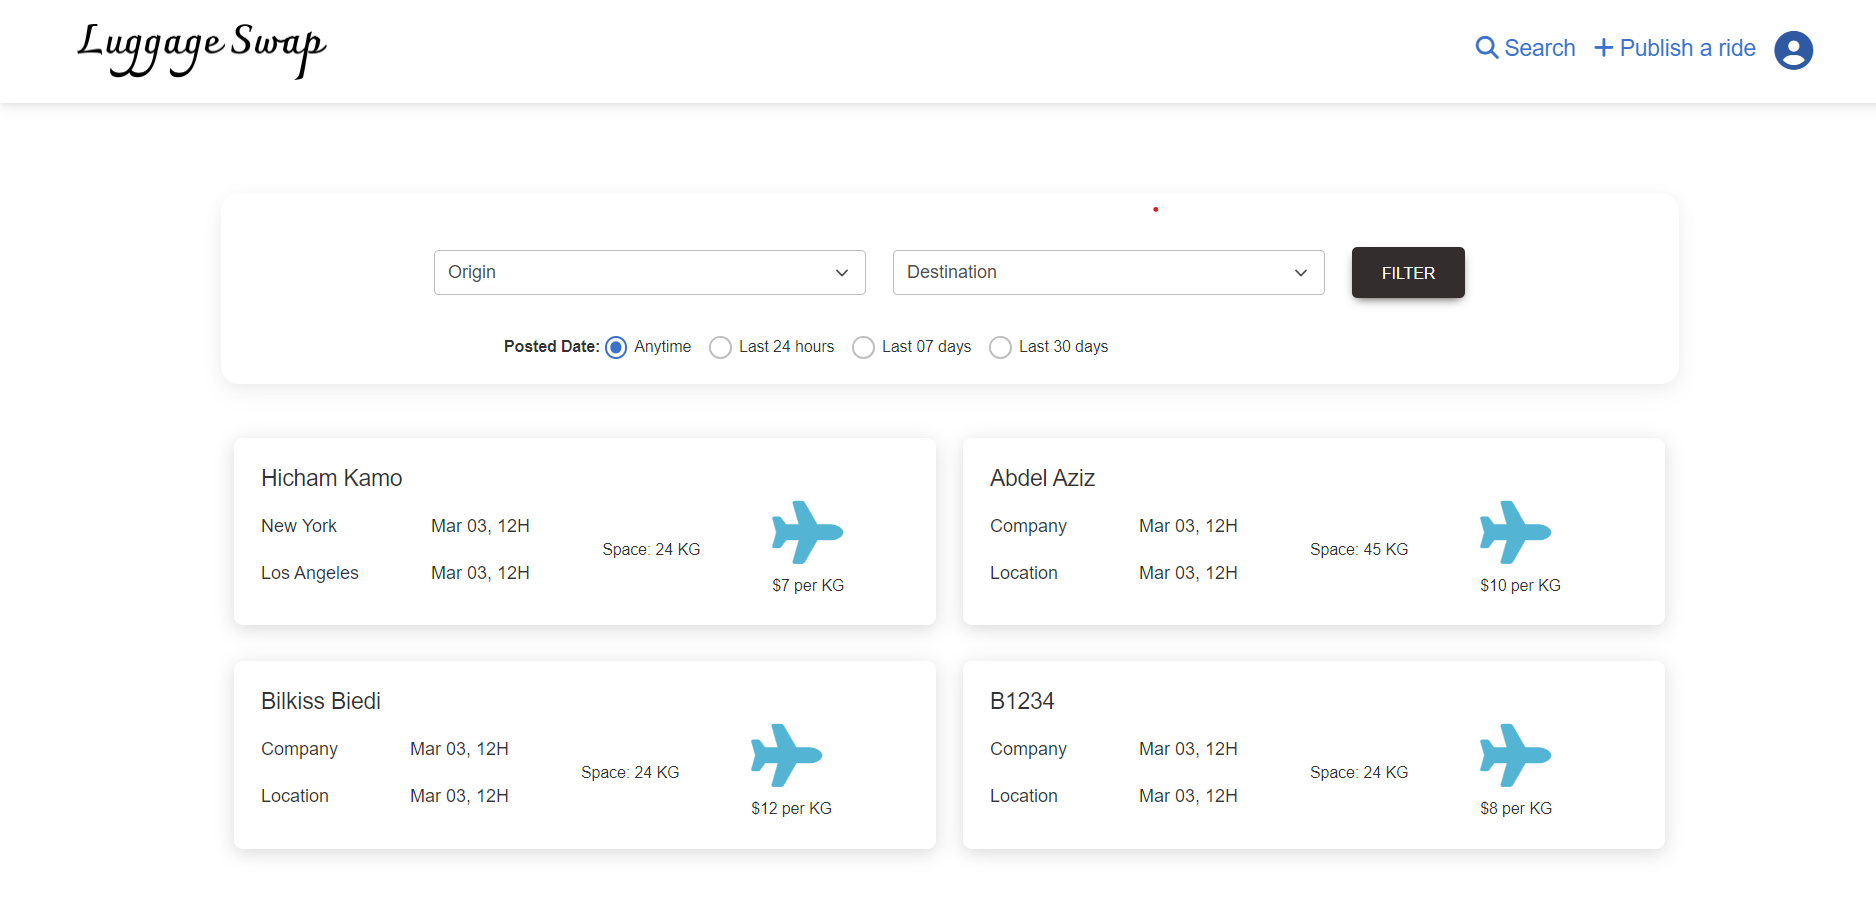 Luggage Swap
Search
Publish a ride
Origin
Destination
FILTER
Posted Date: Anytime Last 24 hours Last 07 days Last 30 days
Hicham Kamo
New York Mar 03, 12H
Los Angeles Mar 03, 12H
Space: 24 KG
$7 per KG
Abdel Aziz
Company Mar 03, 12H
Location Mar 03, 12H
Space: 45 KG
$10 per KG
Bilkiss Biedi
Company Mar 03, 12H
Location Mar 03, 12H
Space: 24 KG
$12 per KG
B1234
Company Mar 03, 12H
Location Mar 03, 12H
Space: 24 KG
$8 per KG